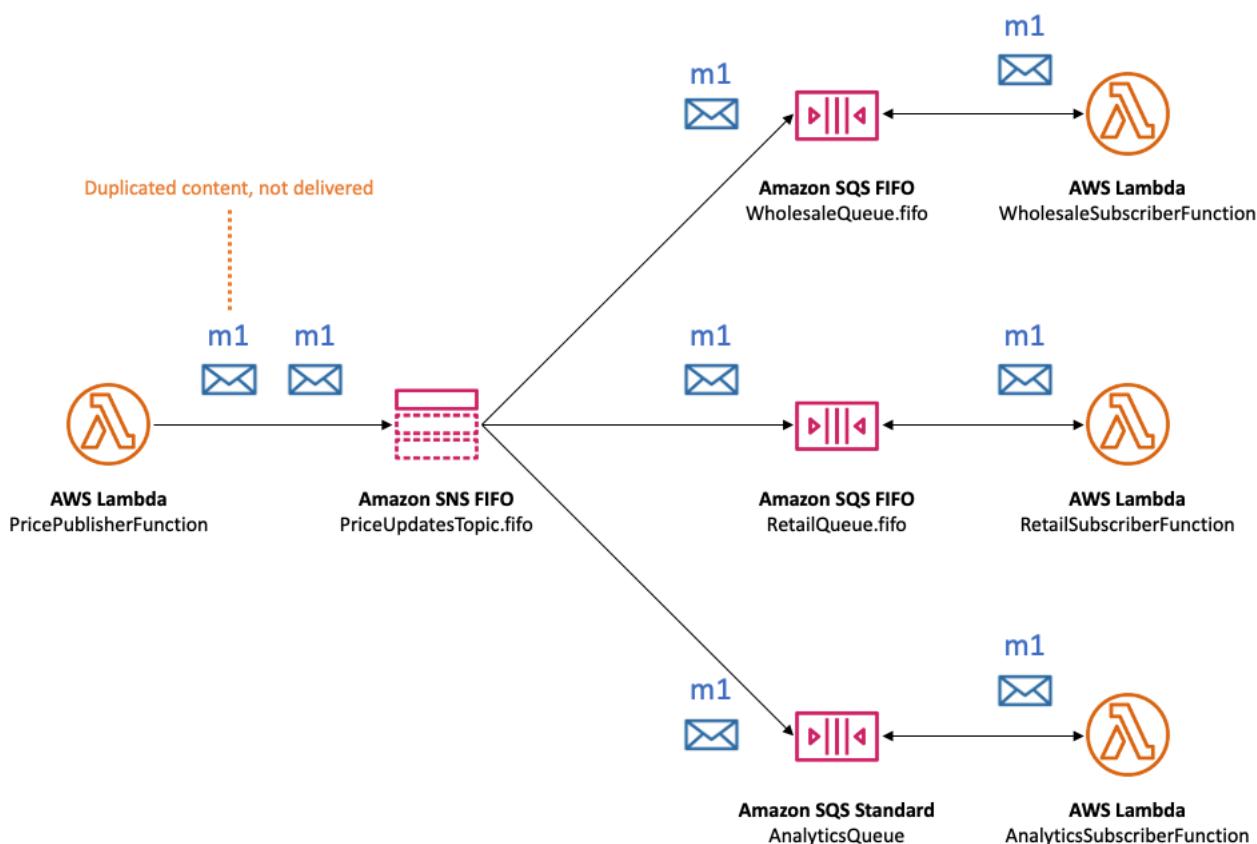 m1
m1
Amazon SQS FIFO
WholesaleQueue.fifo
AWS Lambda
WholesaleSubscriberFunction
Duplicated content, not delivered
m1
m1
m1
m1
AWS Lambda
PricePublisherFunction
Amazon SNS FIFO
PriceUpdatesTopic.fifo
Amazon SQS FIFO
RetailQueue.fifo
AWS Lambda
RetailSubscriberFunction
m1
m1
Amazon SQS Standard
AnalyticsQueue
AWS Lambda
AnalyticsSubscriberFunction